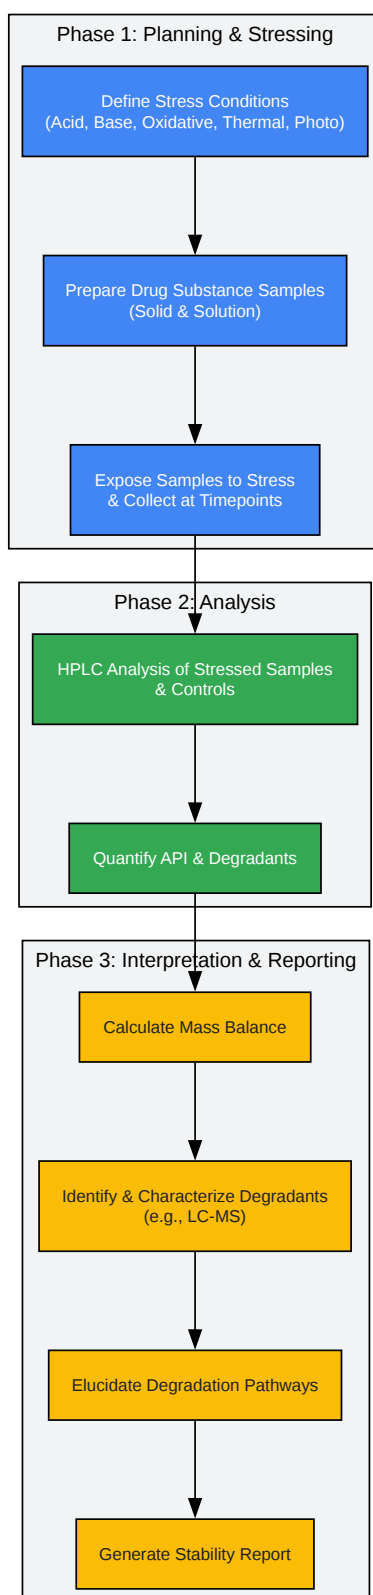 Phase 1: Planning & Stressing
Define Stress Conditions
(Acid, Base, Oxidative, Thermal, Photo)
Prepare Drug Substance Samples
(Solid & Solution)
Expose Samples to Stress
& Collect at Timepoints
Phase 2: Analysis
HPLC Analysis of Stressed Samples
& Controls
Quantify API & Degradants
Phase 3: Interpretation & Reporting
Calculate Mass Balance
Identify & Characterize Degradants
(e.g., LC-MS)
Elucidate Degradation Pathways
Generate Stability Report